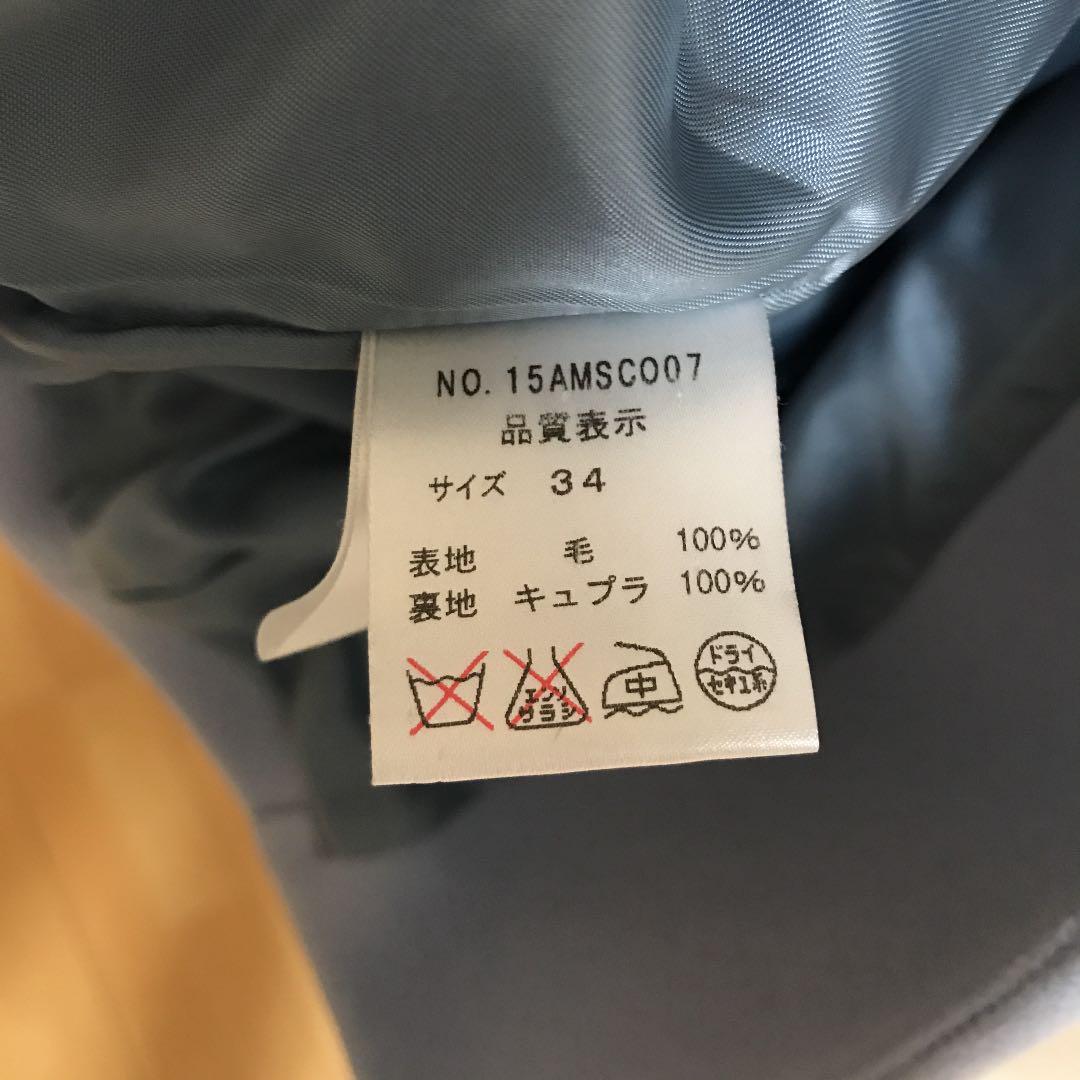 NO. 15AMSCO07
品質表示
サイズ 34
表地 毛 100%
裏地 キュプラ 100%
エンソ
サラシ
中
ドライ
セキユ系